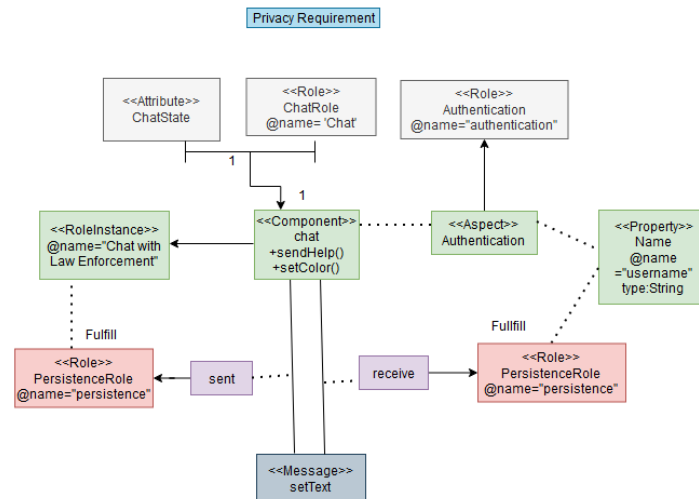 Privacy Requirement
<<Attribute>>
ChatState
<<Role>>
ChatRole
@name= 'Chat'
<<Role>>
Authentication
@name="authentication"
1
1
<<RoleInstance>>
@name="Chat with
Law Enforcement"
<<Component>>
chat
+sendHelp()
+setColor()
<<Aspect>>
Authentication
<<Property>>
Name
@name
="username"
type:String
Fulfill
Fullfill
<<Role>>
PersistenceRole
@name="persistence"
sent
receive
<<Role>>
PersistenceRole
@name="persistence"
<<Message>>
setText